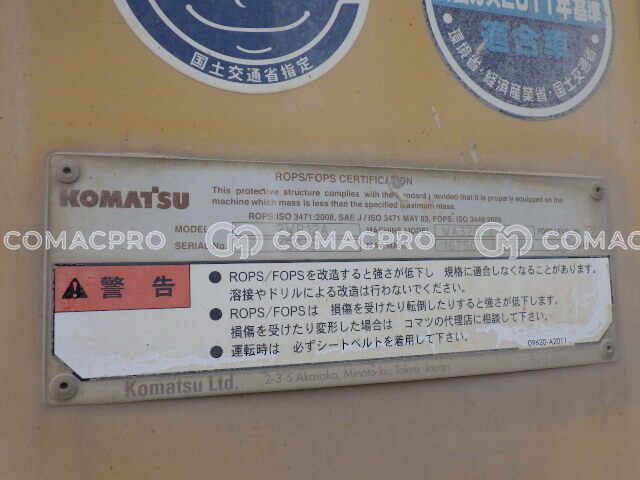 国土交通省指定
2011年基準
適合車
・環境省・経済産業省・国土交通
ROPS/FOPS CERTIFICATION
KOMATSU
This protective structure complies with the standard provided that it is properly equipped on the
machine which mass is less than the specified maximum mass.
ROPS:ISO 3471:2008, SAE J / ISO 3471 MAY 03, FOPS: ISO 3449:2005
MODEL MACHINE MODEL
SERIAL No. MAX MASS
COMACPRO COMACPRO COMACPRO
警告
● ROPS/FOPSを改造すると強さが低下し 規格に適合しなくなることがあります。
溶接やドリルによる改造は行わないでください。
● ROPS/FOPSは 損傷を受けたり転倒したりすると強さが低下します。
損傷を受けたり変形した場合は コマツの代理店に相談して下さい。
● 運転時は 必ずシートベルトを着用して下さい。
09620-A2011
Komatsu Ltd. 2-3-6 Akasaka, Minato-ku, Tokyo, Japan